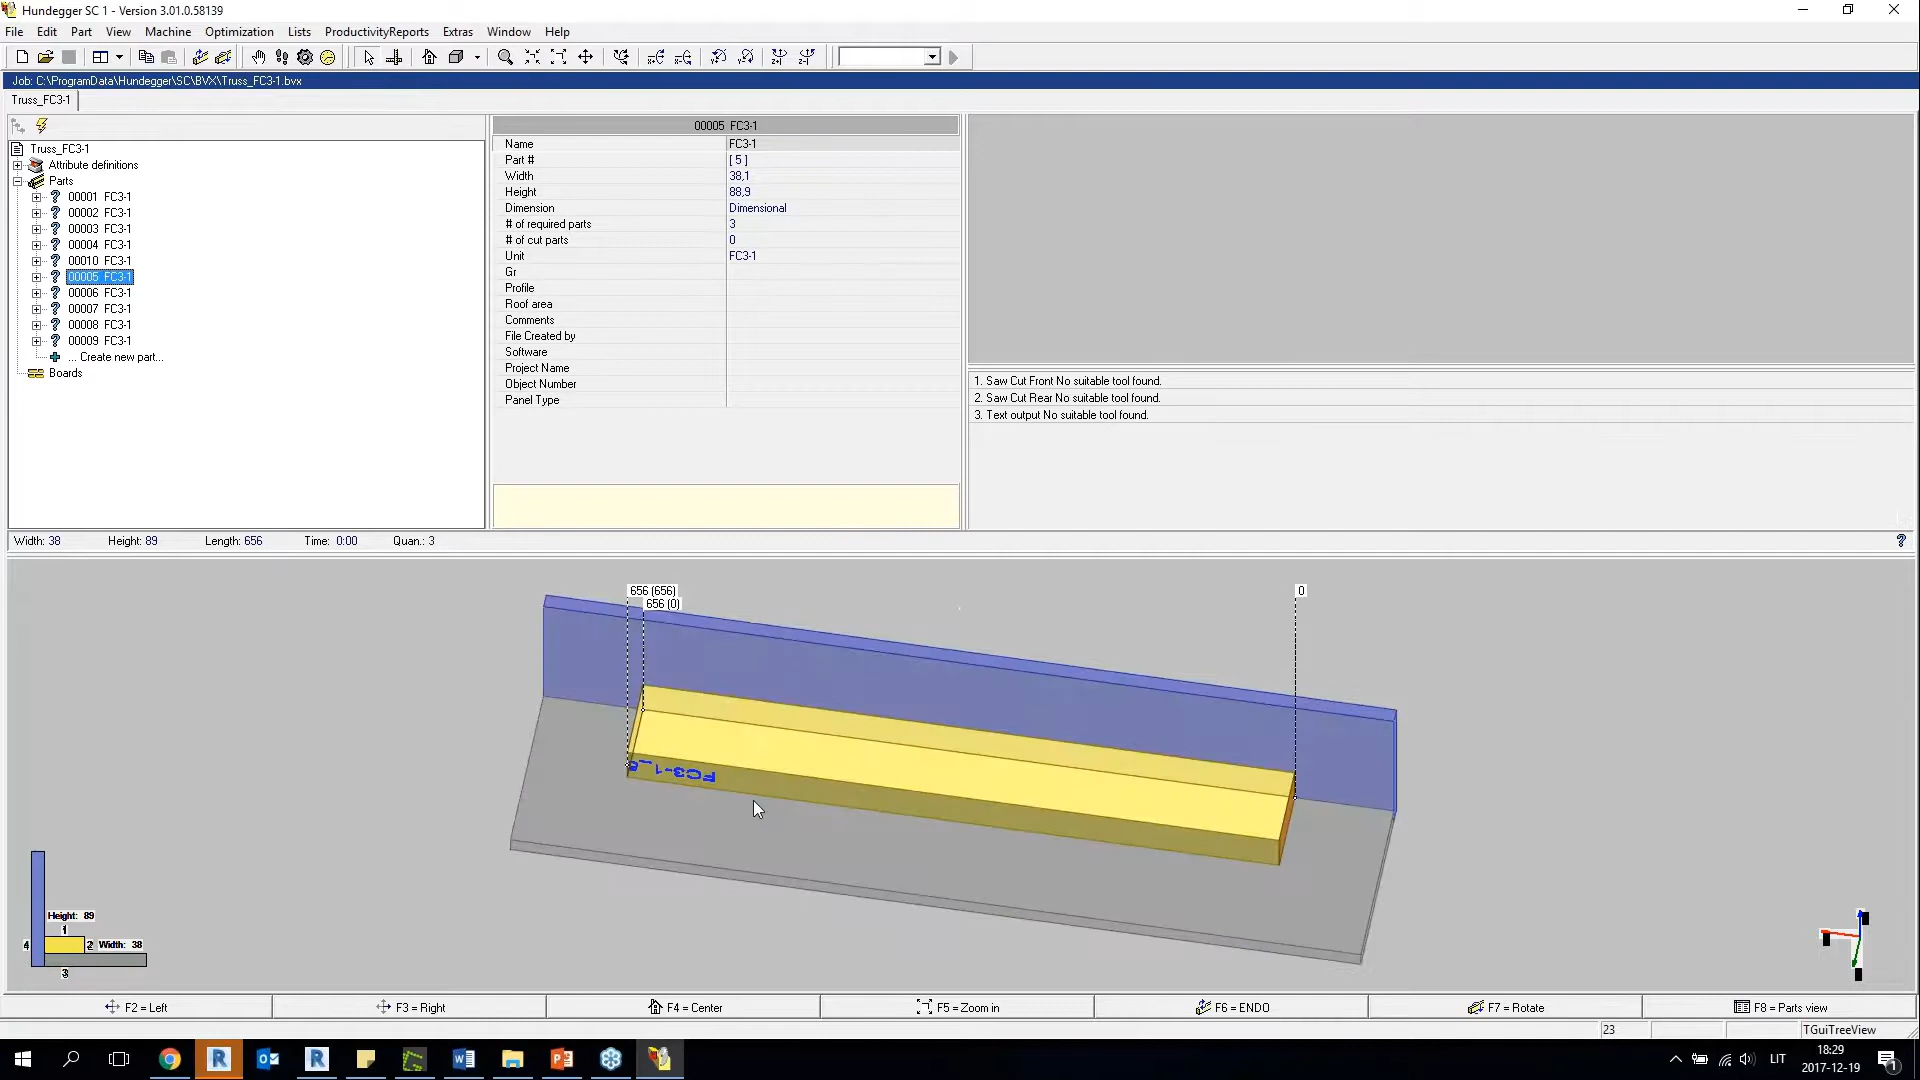 Hundegger SC 1 - Version 3.01.0.58139
File Edit Part View Machine Optimization Lists ProductivityReports Extras Window Help
Job: C:\ProgramData\Hundegger\SC\BVX\Truss_FC3-1.bvx
Truss_FC3-1
Truss_FC3-1
Attribute definitions
Parts
00001 FC3-1
00002 FC3-1
00003 FC3-1
00004 FC3-1
00010 FC3-1
00005 FC3-1
00006 FC3-1
00007 FC3-1
00008 FC3-1
00009 FC3-1
... Create new part...
Boards
00005 FC3-1
Name FC3-1
Part # [ 5 ]
Width 38,1
Height 88,9
Dimension Dimensional
# of required parts 3
# of cut parts 0
Unit FC3-1
Gr
Profile
Roof area
Comments
File Created by
Software
Project Name
Object Number
Panel Type
1. Saw Cut Front No suitable tool found.
2. Saw Cut Rear No suitable tool found.
3. Text output No suitable tool found.
Width: 38 Height: 89 Length: 656 Time: 0:00 Quan.: 3
656 (656)
656 (0)
0
Height: 89
1
4 2 Width: 38
3
F2 = Left F3 = Right F4 = Center F5 = Zoom in F6 = ENDO F7 = Rotate F8 = Parts view
23 TGuiTreeView
LIT
18:29
2017-12-19
1